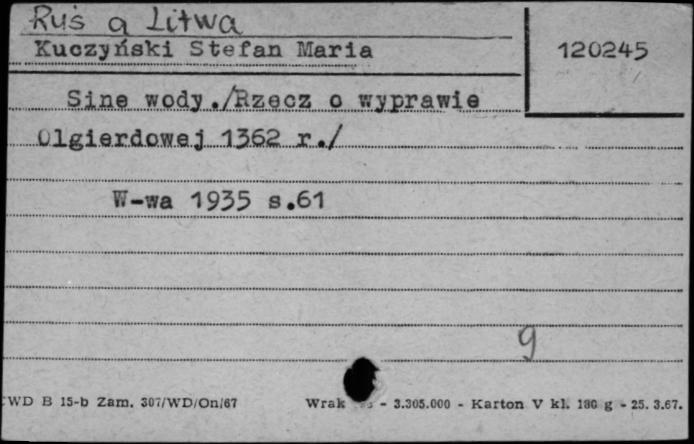 Ruś a Litwa
Kuczyński Stefan Maria
120245
Sine wody./Rzecz o wyprawie
Olgierdowej 1362 r./
W-wa 1935 s.61
9
WD B 15-b Zam. 307/WD/On/67
Wrak - 3.305.000 - Karton V kl. 180 g - 25. 3.67.